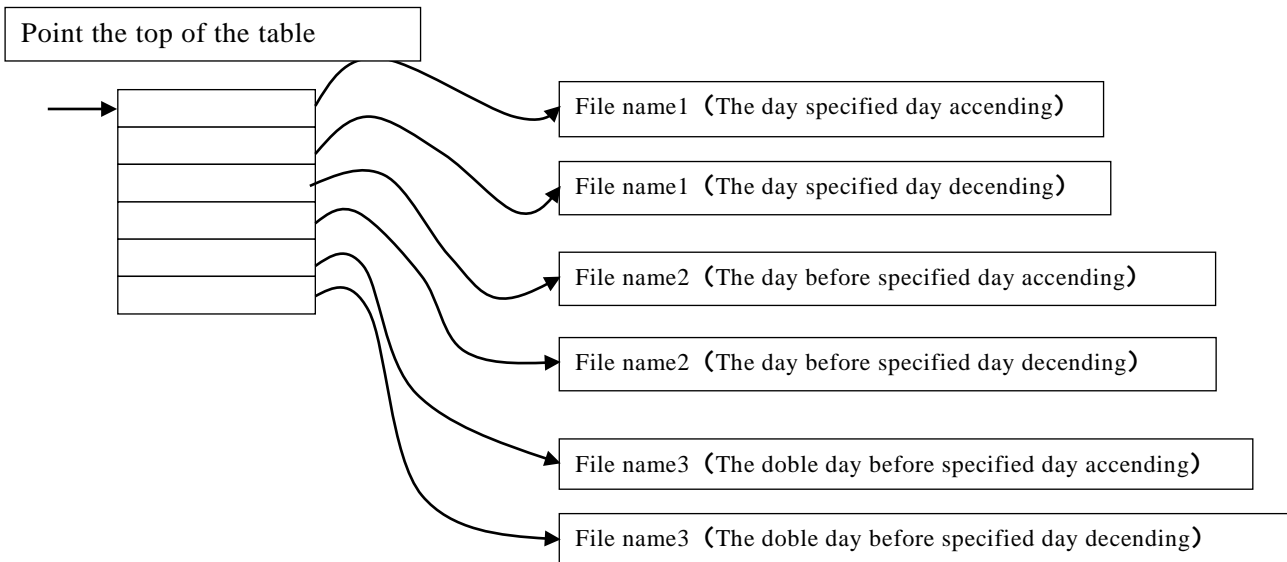 Point the top of the table
File name1（The day specified day accending）
File name1（The day specified day decending）
File name2（The day before specified day accending）
File name2（The day before specified day decending）
File name3（The doble day before specified day accending）
File name3（The doble day before specified day decending）